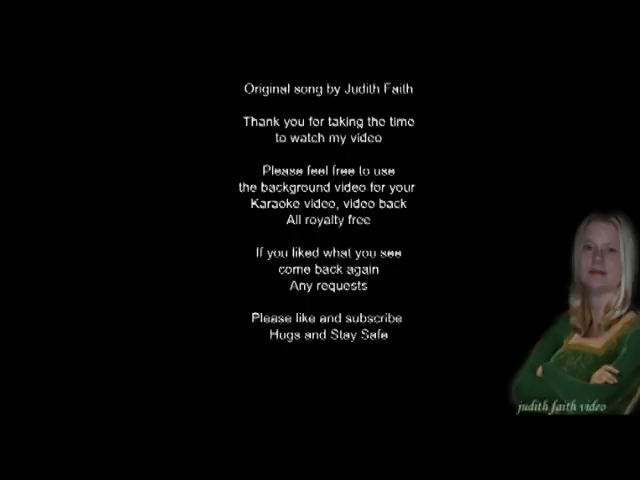 Original song by Judith Faith
Thank you for taking the time
to watch my video
Please feel free to use
the background video for your
Karaoke video, video back
All royalty free
If you liked what you see
come back again
Any requests
Please like and subscribe
Hugs and Stay Safe
judith faith video